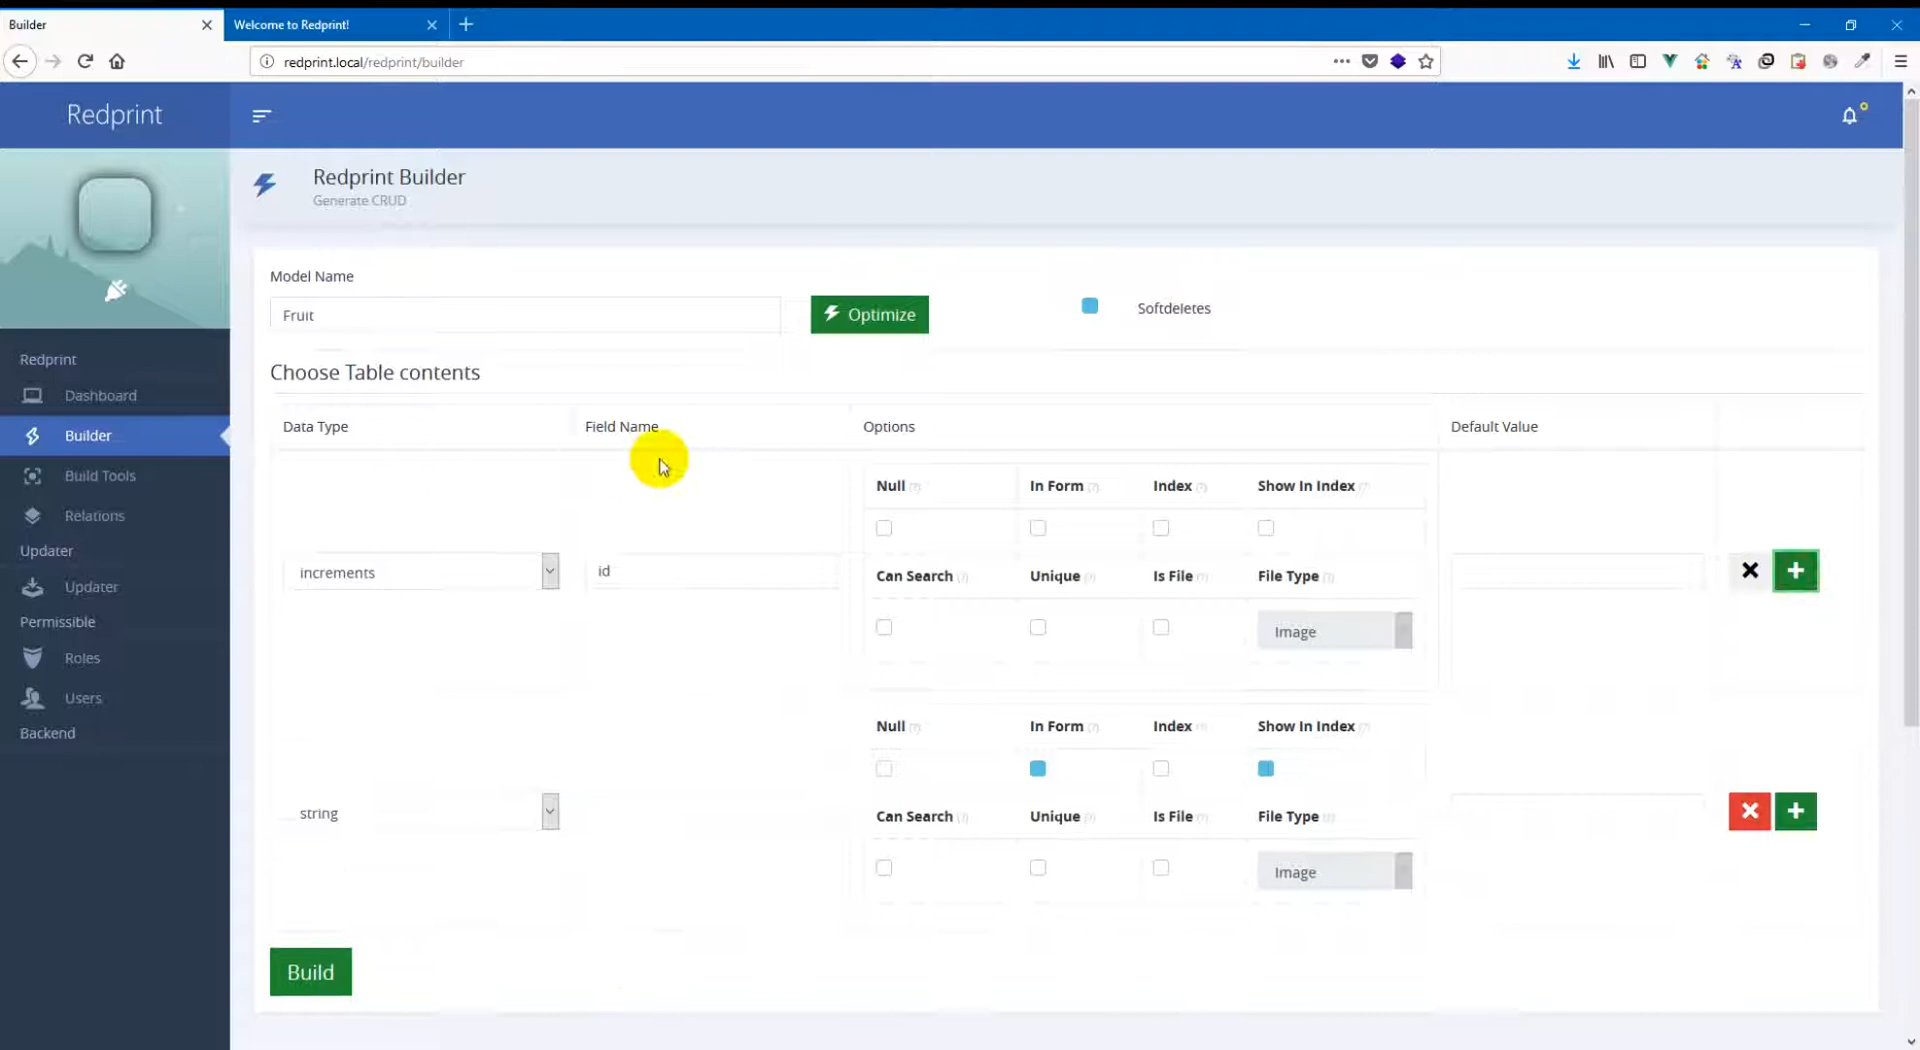 Builder
Welcome to Redprint!
redprint.local/redprint/builder
Redprint
Redprint Builder
Generate CRUD
Model Name
Fruit
Optimize
Softdeletes
Redprint
Dashboard
Builder
Build Tools
Relations
Updater
Updater
Permissible
Roles
Users
Backend
Choose Table contents
Data Type Field Name Options Default Value
Null (?) In Form (?) Index (?) Show In Index (?)
increments id
Can Search (?) Unique (?) Is File (?) File Type (?)
Image
Null (?) In Form (?) Index (?) Show In Index (?)
string
Can Search (?) Unique (?) Is File (?) File Type (?)
Image
Build